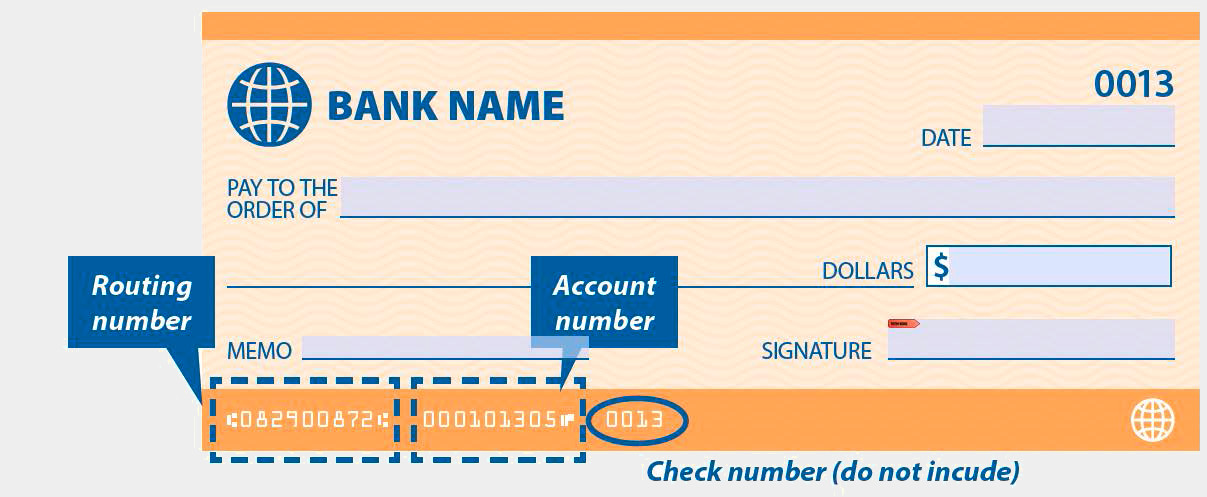 BANK NAME
0013
DATE
PAY TO THE
ORDER OF
DOLLARS
$
Routing
number
Account
number
MEMO
SIGNATURE
⑆082900872⑆
000101305⑈
0013
Check number (do not incude)